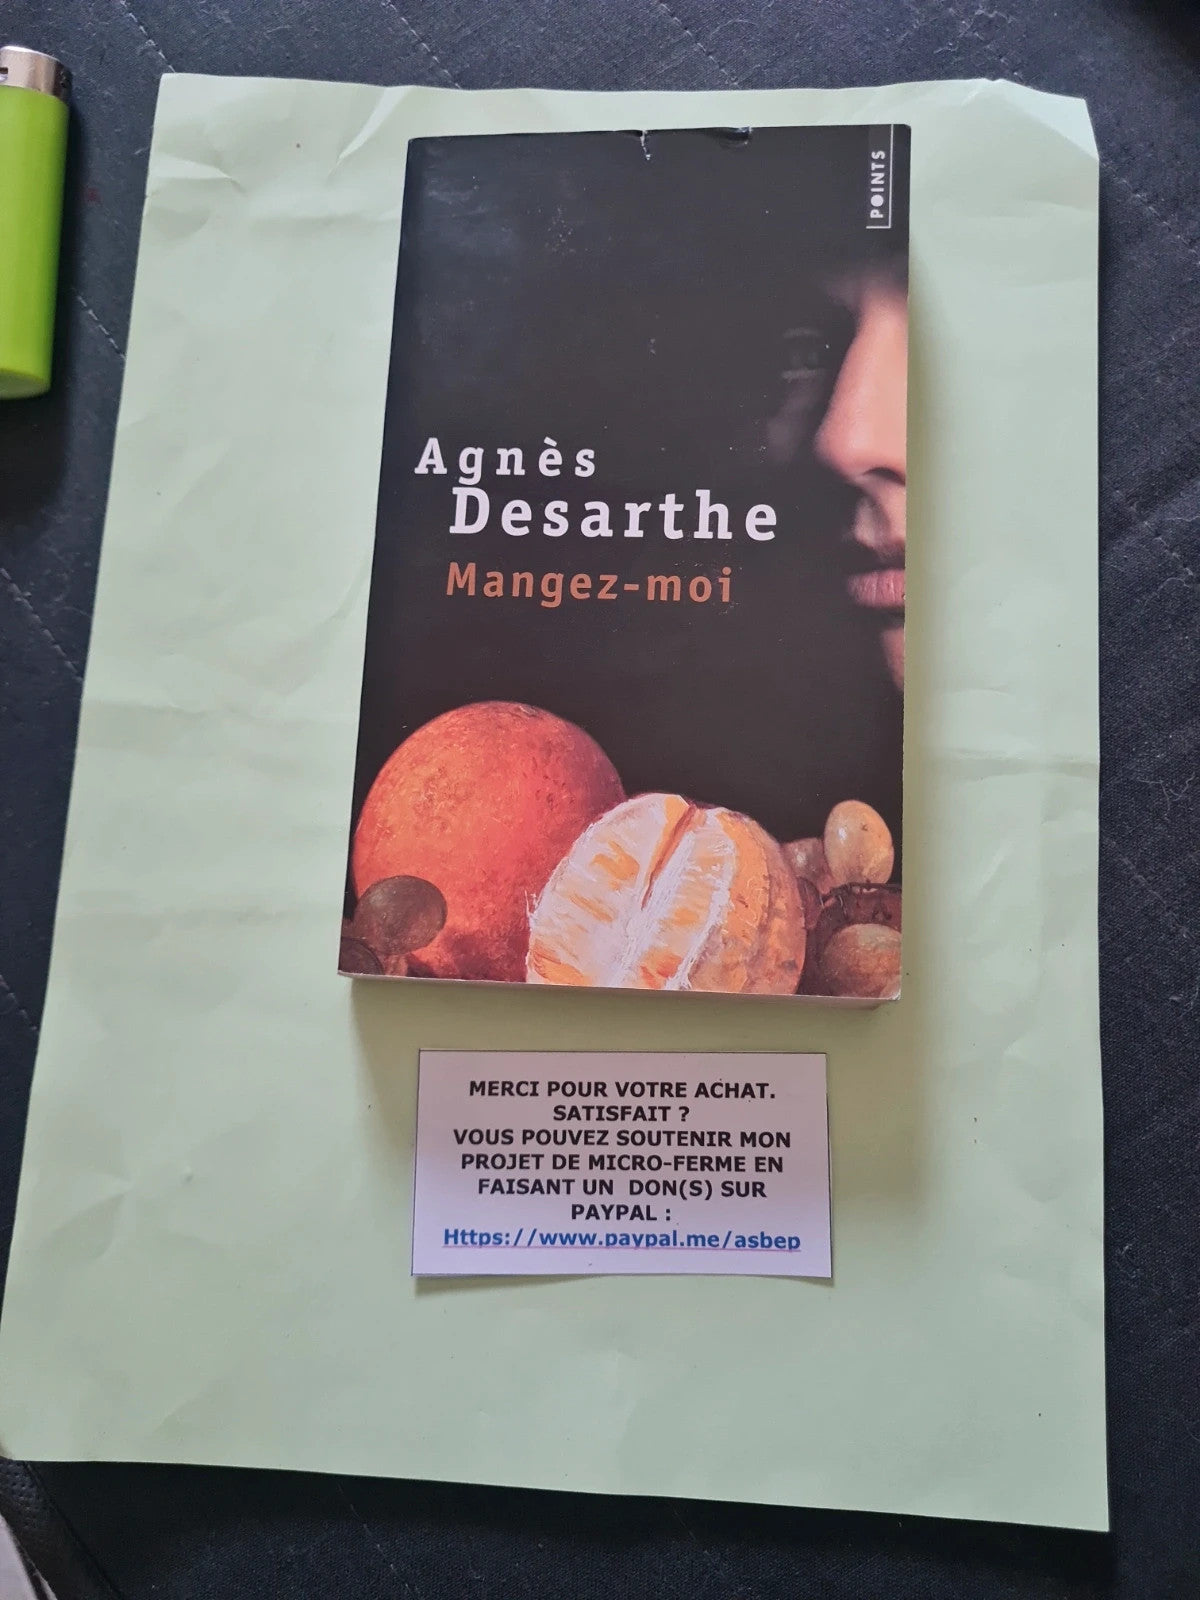 POINTS
Agnès
Desarthe
Mangez-moi
MERCI POUR VOTRE ACHAT.
SATISFAIT ?
VOUS POUVEZ SOUTENIR MON
PROJET DE MICRO-FERME EN
FAISANT UN DON(S) SUR
PAYPAL :
Https://www.paypal.me/asbep